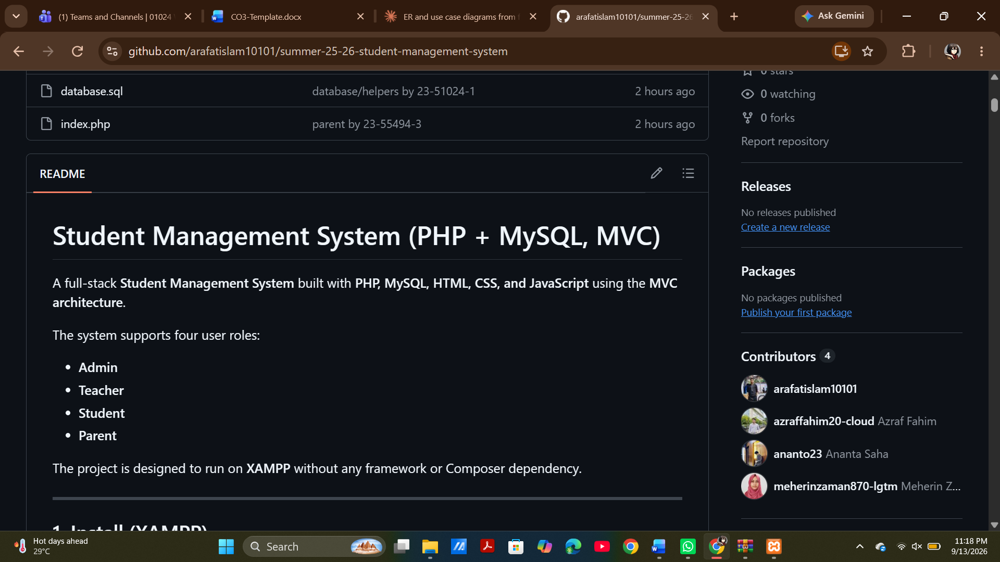 (1) Teams and Channels | 01024
CO3-Template.docx
ER and use case diagrams from
arafatislam10101/summer-25-26
Ask Gemini
github.com/arafatislam10101/summer-25-26-student-management-system
database.sql
database/helpers by 23-51024-1
2 hours ago
index.php
parent by 23-55494-3
2 hours ago
README
Student Management System (PHP + MySQL, MVC)
A full-stack Student Management System built with PHP, MySQL, HTML, CSS, and JavaScript using the MVC
architecture.
The system supports four user roles:
• Admin
• Teacher
• Student
• Parent
The project is designed to run on XAMPP without any framework or Composer dependency.
1. Install (XAMPP)
0 stars
0 watching
0 forks
Report repository
Releases
No releases published
Create a new release
Packages
No packages published
Publish your first package
Contributors 4
arafatislam10101
azraffahim20-cloud Azraf Fahim
ananto23 Ananta Saha
meherinzaman870-lgtm Meherin Z...
Hot days ahead
29°C
Search
11:18 PM
9/13/2026